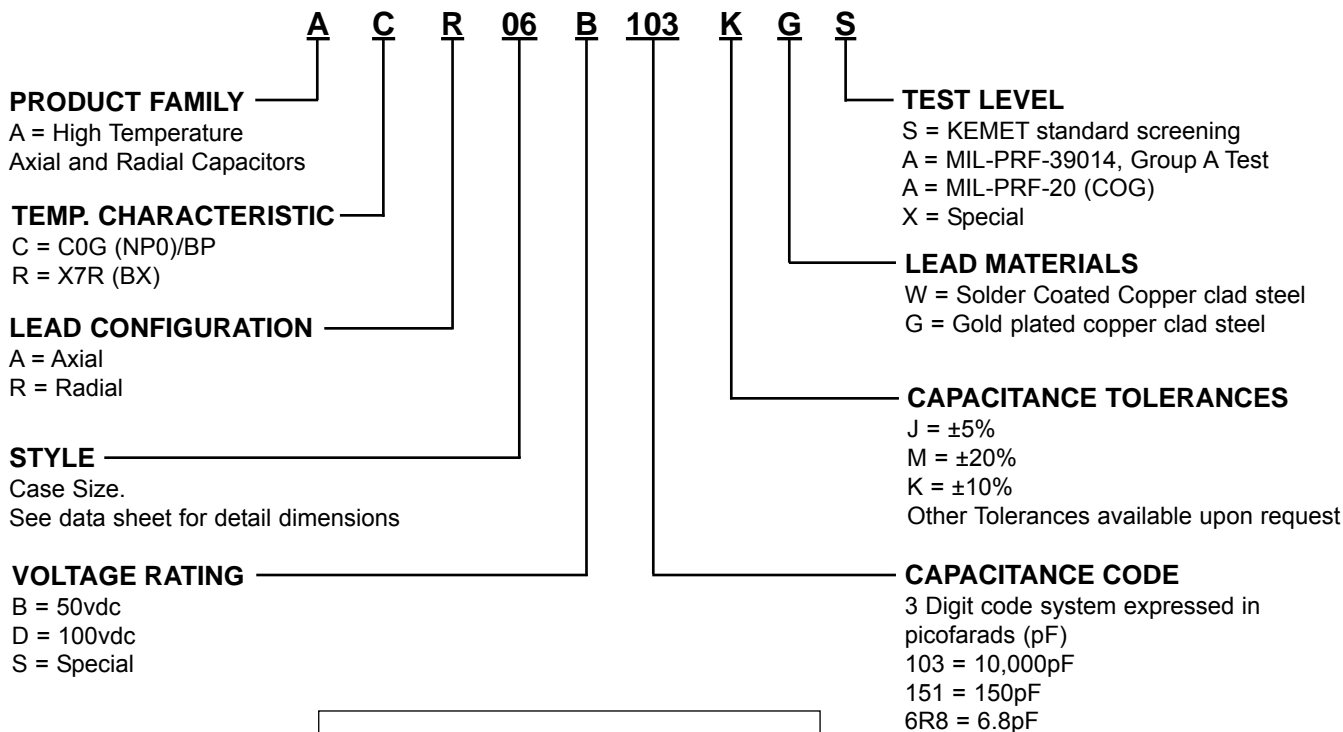 A C R 06 B 103 K G S
PRODUCT FAMILY
A = High Temperature
Axial and Radial Capacitors
TEMP. CHARACTERISTIC
C = C0G (NP0)/BP
R = X7R (BX)
LEAD CONFIGURATION
A = Axial
R = Radial
STYLE
Case Size.
See data sheet for detail dimensions
VOLTAGE RATING
B = 50vdc
D = 100vdc
S = Special
TEST LEVEL
S = KEMET standard screening
A = MIL-PRF-39014, Group A Test
A = MIL-PRF-20 (COG)
X = Special
LEAD MATERIALS
W = Solder Coated Copper clad steel
G = Gold plated copper clad steel
CAPACITANCE TOLERANCES
J = ±5%
M = ±20%
K = ±10%
Other Tolerances available upon request
CAPACITANCE CODE
3 Digit code system expressed in
picofarads (pF)
103 = 10,000pF
151 = 150pF
6R8 = 6.8pF